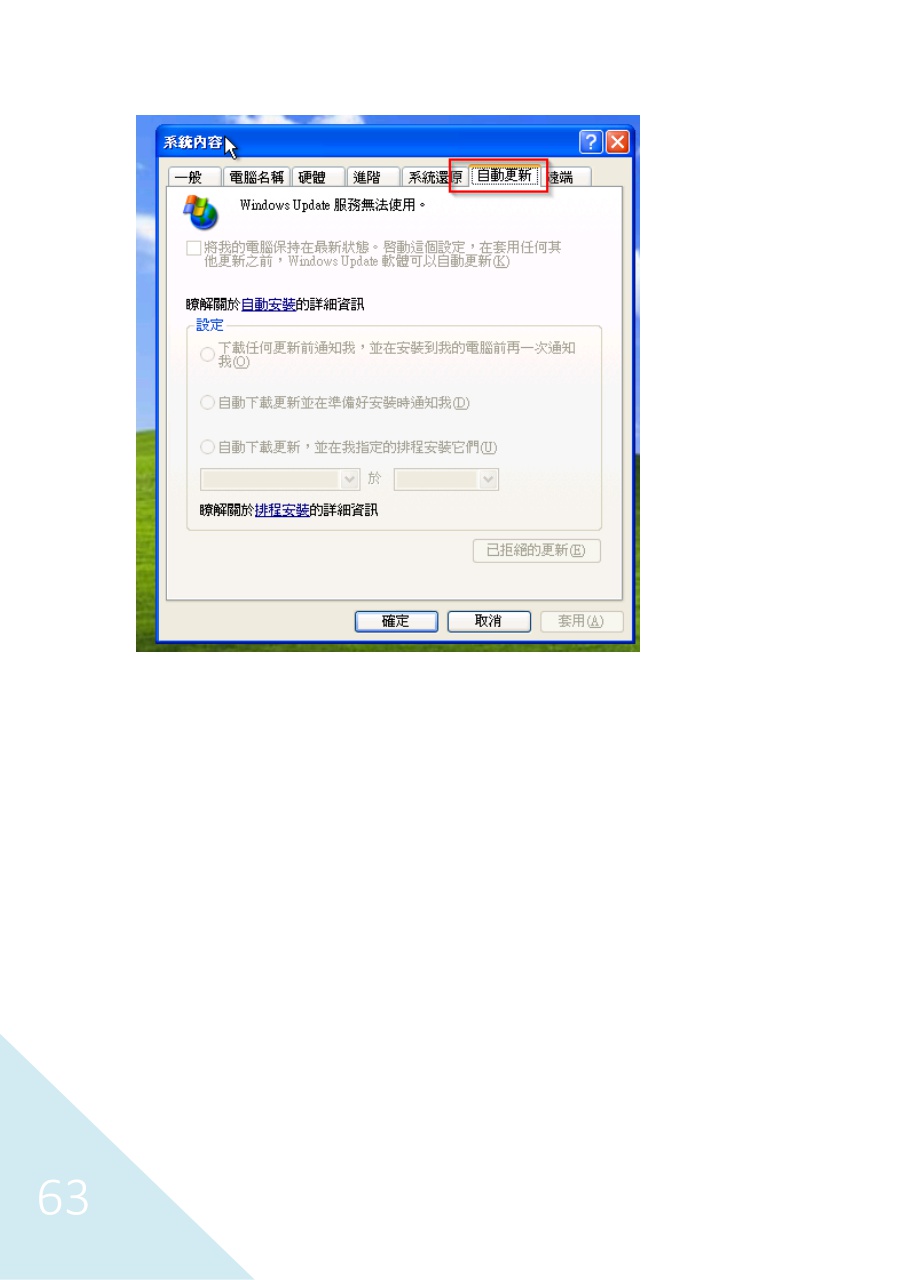 系統內容
一般 電腦名稱 硬體 進階 系統還原 自動更新 遠端
Windows Update 服務無法使用。
將我的電腦保持在最新狀態。啓動這個設定，在套用任何其
他更新之前，Windows Update 軟體可以自動更新(K)
瞭解關於自動安裝的詳細資訊
設定
下載任何更新前通知我，並在安裝到我的電腦前再一次通知
我(O)
自動下載更新並在準備好安裝時通知我(D)
自動下載更新，並在我指定的排程安裝它們(U)
於
瞭解關於排程安裝的詳細資訊
已拒絕的更新(E)
確定 取消 套用(A)
63